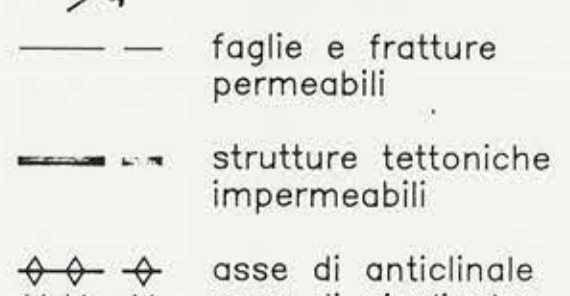 faglie e fratture
permeabili
strutture tettoniche
impermeabili
asse di anticlinale